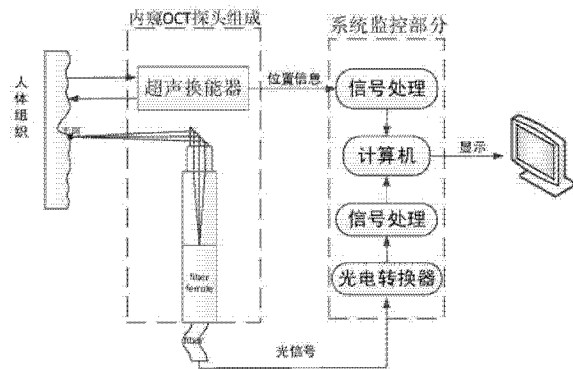 内窥OCT探头组成
系统监控部分
人体组织
超声换能器
位置信息
信号处理
计算机
显示
信号处理
fiber
ferrule
光电转换器
fiber
光信号